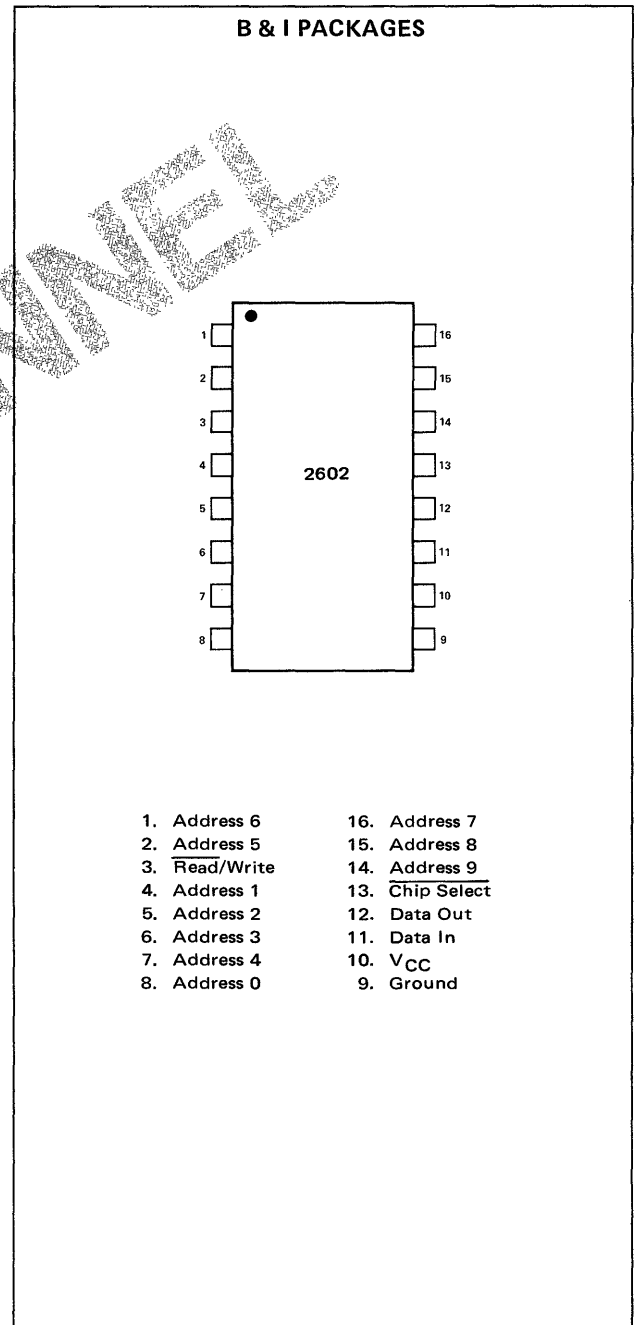 B & I PACKAGES
NNEL
1 16
2 15
3 14
4 2602 13
5 12
6 11
7 10
8 9
1. Address 6 16. Address 7
2. Address 5 15. Address 8
3. Read/Write 14. Address 9
4. Address 1 13. Chip Select
5. Address 2 12. Data Out
6. Address 3 11. Data In
7. Address 4 10. VCC
8. Address 0 9. Ground